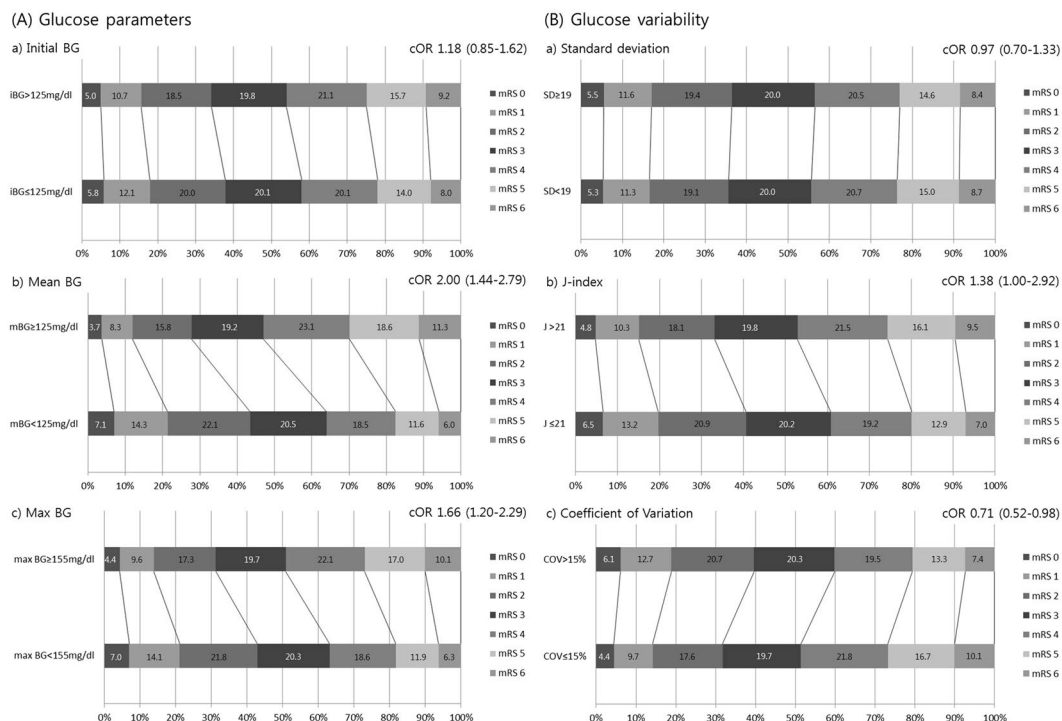 (A) Glucose parameters
a) Initial BG
cOR 1.18 (0.85-1.62)
iBG>125mg/dl 5.0 10.7 18.5 19.8 21.1 15.7 9.2
iBG≤125mg/dl 5.8 12.1 20.0 20.1 20.1 14.0 8.0
0% 10% 20% 30% 40% 50% 60% 70% 80% 90% 100%
mRS 0
mRS 1
mRS 2
mRS 3
mRS 4
mRS 5
mRS 6
b) Mean BG
cOR 2.00 (1.44-2.79)
mBG≥125mg/dl 3.7 8.3 15.8 19.2 23.1 18.6 11.3
mBG<125mg/dl 7.1 14.3 22.1 20.5 18.5 11.6 6.0
0% 10% 20% 30% 40% 50% 60% 70% 80% 90% 100%
mRS 0
mRS 1
mRS 2
mRS 3
mRS 4
mRS 5
mRS 6
c) Max BG
cOR 1.66 (1.20-2.29)
max BG≥155mg/dl 4.4 9.6 17.3 19.7 22.1 17.0 10.1
max BG<155mg/dl 7.0 14.1 21.8 20.3 18.6 11.9 6.3
0% 10% 20% 30% 40% 50% 60% 70% 80% 90% 100%
mRS 0
mRS 1
mRS 2
mRS 3
mRS 4
mRS 5
mRS 6
(B) Glucose variability
a) Standard deviation
cOR 0.97 (0.70-1.33)
SD≥19 5.5 11.6 19.4 20.0 20.5 14.6 8.4
SD<19 5.3 11.3 19.1 20.0 20.7 15.0 8.7
0% 10% 20% 30% 40% 50% 60% 70% 80% 90% 100%
mRS 0
mRS 1
mRS 2
mRS 3
mRS 4
mRS 5
mRS 6
b) J-index
cOR 1.38 (1.00-2.92)
J >21 4.8 10.3 18.1 19.8 21.5 16.1 9.5
J ≤21 6.5 13.2 20.9 20.2 19.2 12.9 7.0
0% 10% 20% 30% 40% 50% 60% 70% 80% 90% 100%
mRS 0
mRS 1
mRS 2
mRS 3
mRS 4
mRS 5
mRS 6
c) Coefficient of Variation
cOR 0.71 (0.52-0.98)
COV>15% 6.1 12.7 20.7 20.3 19.5 13.3 7.4
COV≤15% 4.4 9.7 17.6 19.7 21.8 16.7 10.1
0% 10% 20% 30% 40% 50% 60% 70% 80% 90% 100%
mRS 0
mRS 1
mRS 2
mRS 3
mRS 4
mRS 5
mRS 6